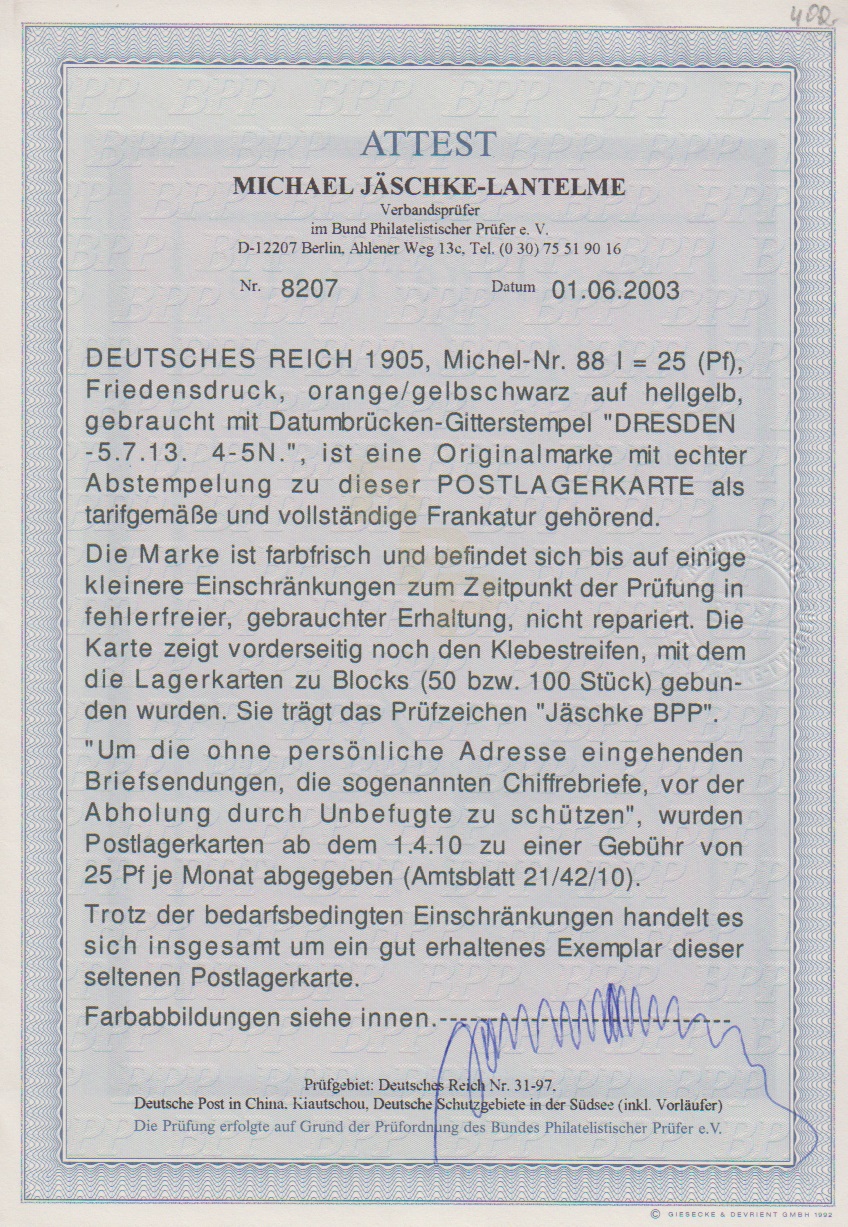 400.
ATTEST
MICHAEL JÄSCHKE-LANTELME
Verbandsprüfer
im Bund Philatelistischer Prüfer e. V.
D-12207 Berlin, Ahlener Weg 13c, Tel. (0 30) 75 51 90 16
Nr. 8207 Datum 01.06.2003
DEUTSCHES REICH 1905, Michel-Nr. 88 I = 25 (Pf),
Friedensdruck, orange/gelbschwarz auf hellgelb,
gebraucht mit Datumbrücken-Gitterstempel "DRESDEN
-5.7.13. 4-5N.", ist eine Originalmarke mit echter
Abstempelung zu dieser POSTLAGERKARTE als
tarifgemäße und vollständige Frankatur gehörend.
Die Marke ist farbfrisch und befindet sich bis auf einige
kleinere Einschränkungen zum Zeitpunkt der Prüfung in
fehlerfreier, gebrauchter Erhaltung, nicht repariert. Die
Karte zeigt vorderseitig noch den Klebestreifen, mit dem
die Lagerkarten zu Blocks (50 bzw. 100 Stück) gebun-
den wurden. Sie trägt das Prüfzeichen "Jäschke BPP".
"Um die ohne persönliche Adresse eingehenden
Briefsendungen, die sogenannten Chiffrebriefe, vor der
Abholung durch Unbefugte zu schützen", wurden
Postlagerkarten ab dem 1.4.10 zu einer Gebühr von
25 Pf je Monat abgegeben (Amtsblatt 21/42/10).
Trotz der bedarfsbedingten Einschränkungen handelt es
sich insgesamt um ein gut erhaltenes Exemplar dieser
seltenen Postlagerkarte.
Farbabbildungen siehe innen.-----------------------------
Prüfgebiet: Deutsches Reich Nr. 31-97.
Deutsche Post in China. Kiautschou, Deutsche Schutzgebiete in der Südsee (inkl. Vorläufer)
Die Prüfung erfolgte auf Grund der Prüfordnung des Bundes Philatelistischer Prüfer e.V.
© GIESECKE & DEVRIENT GMBH 1992